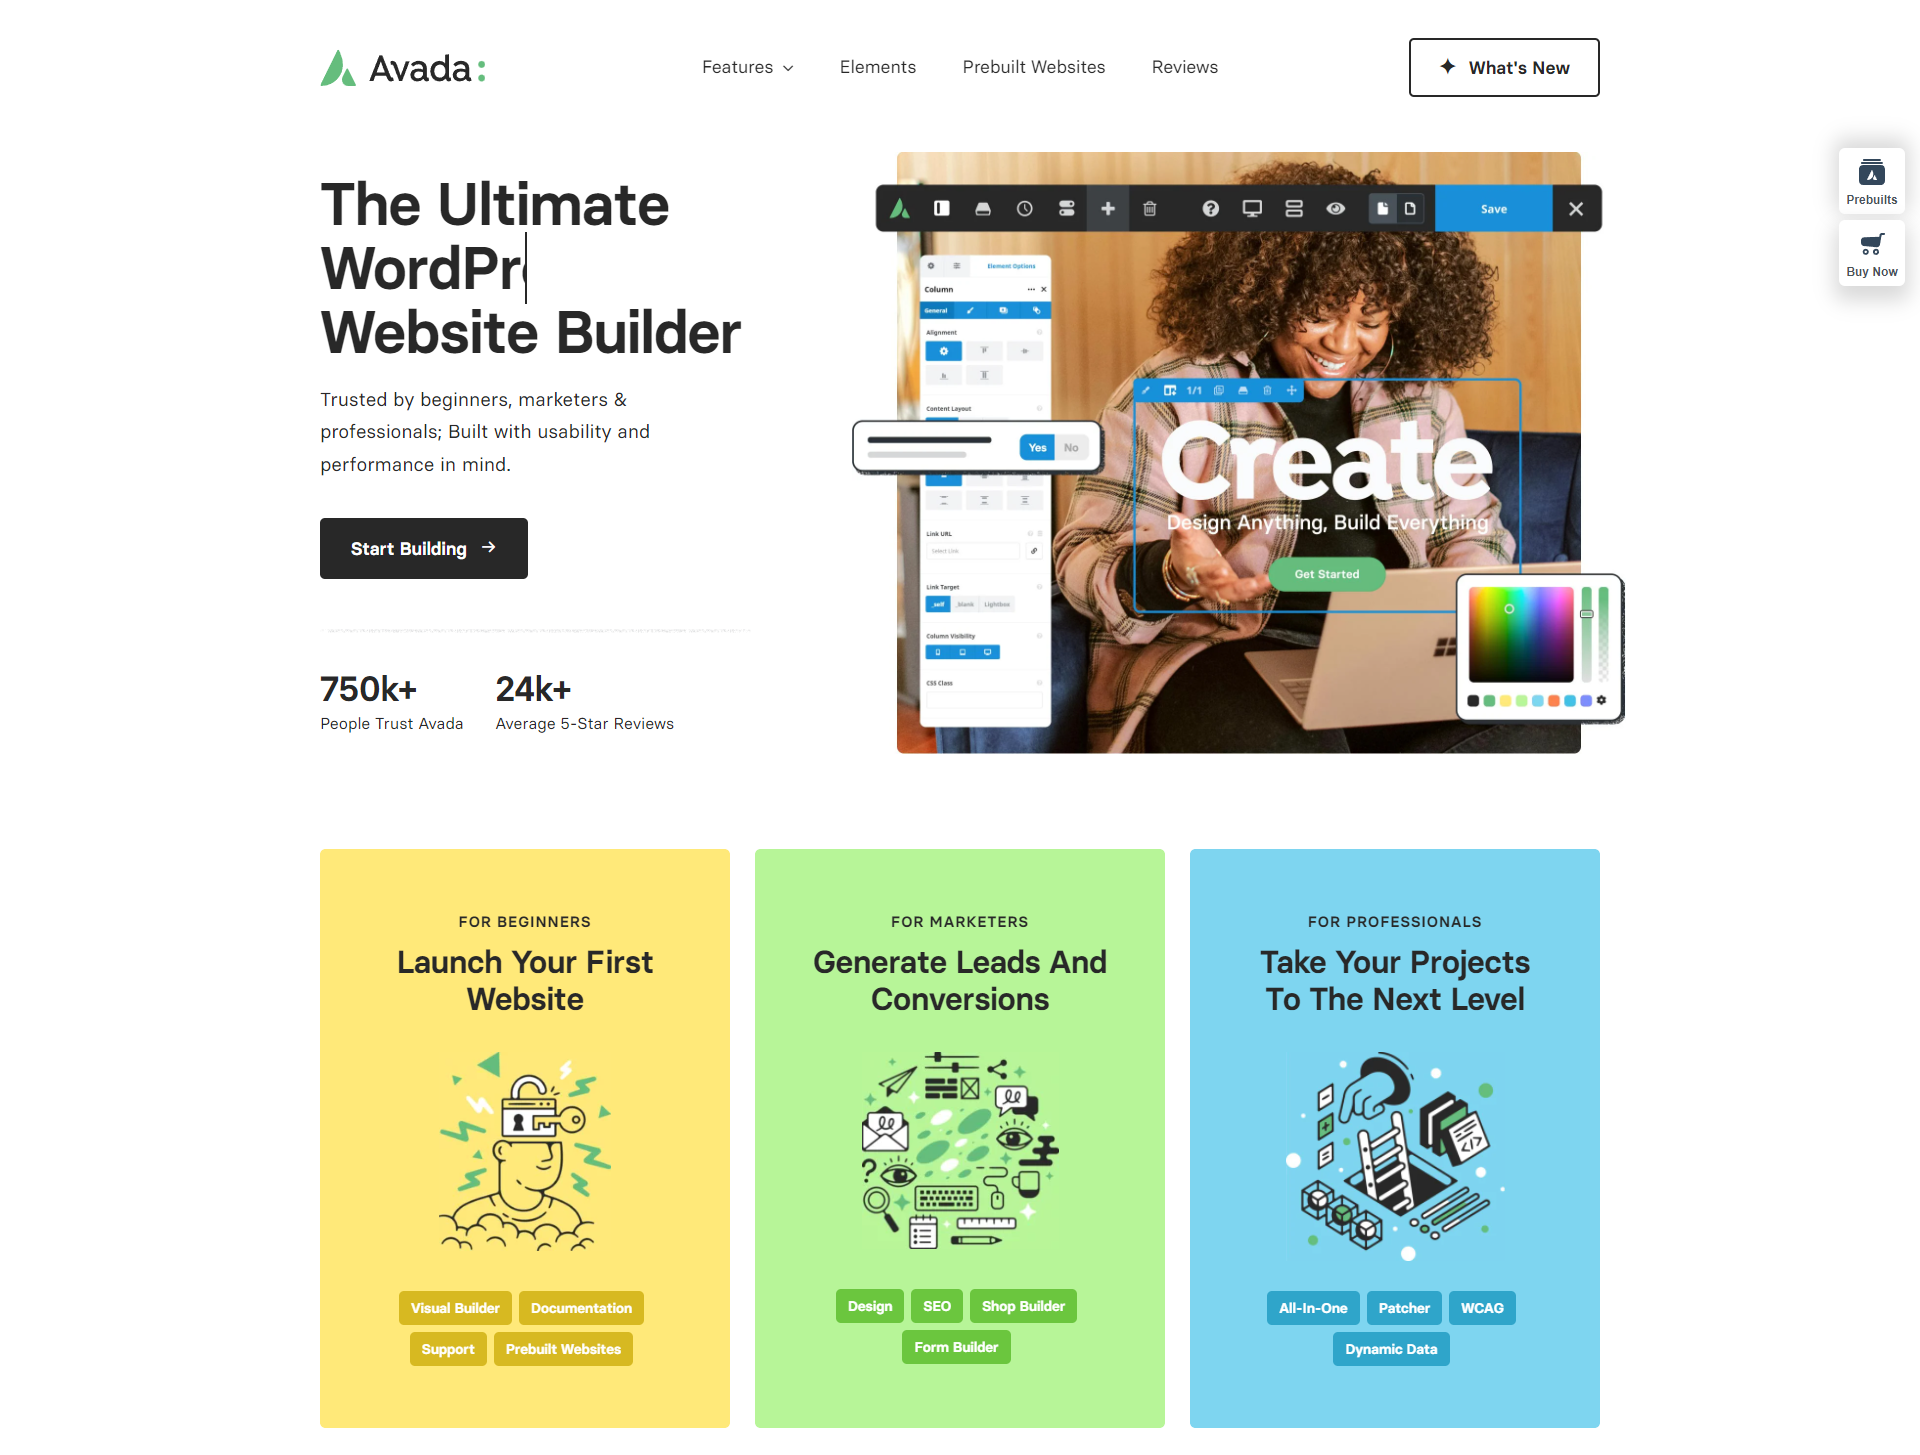 Avada
Features
Elements
Prebuilt Websites
Reviews
What's New
Prebuilts
Buy Now
The Ultimate
WordPr
Website Builder
Trusted by beginners, marketers &
professionals; Built with usability and
performance in mind.
Start Building
750k+
People Trust Avada
24k+
Average 5-Star Reviews
Save
Element Options
Column
General
Alignment
Content Layout
Yes No
Link URL
Select Link
Link Target
_self _blank Lightbox
Column Visibility
CSS Class
1/1
Create
Design Anything, Build Everything
Get Started
FOR BEGINNERS
Launch Your First
Website
Visual Builder Documentation
Support Prebuilt Websites
FOR MARKETERS
Generate Leads And
Conversions
Design SEO Shop Builder
Form Builder
FOR PROFESSIONALS
Take Your Projects
To The Next Level
All-In-One Patcher WCAG
Dynamic Data